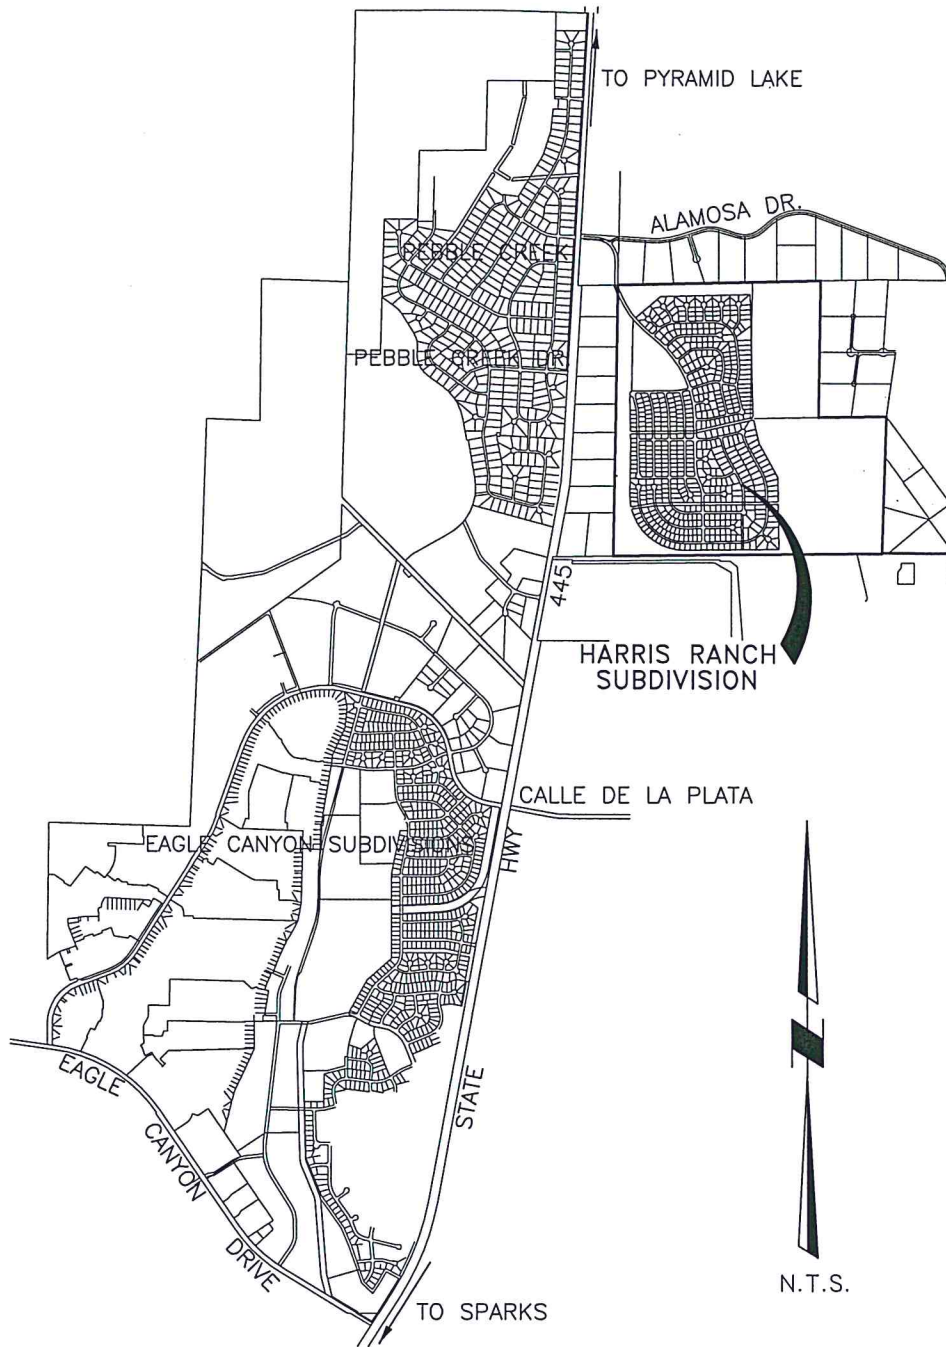 TO PYRAMID LAKE
ALAMOSA DR.
PEBBLE CREEK
PEBBLE CREEK DR.
445
HARRIS RANCH
SUBDIVISION
CALLE DE LA PLATA
EAGLE CANYON SUBDIVISIONS
HWY
STATE
EAGLE
CANYON
DRIVE
N.T.S.
TO SPARKS